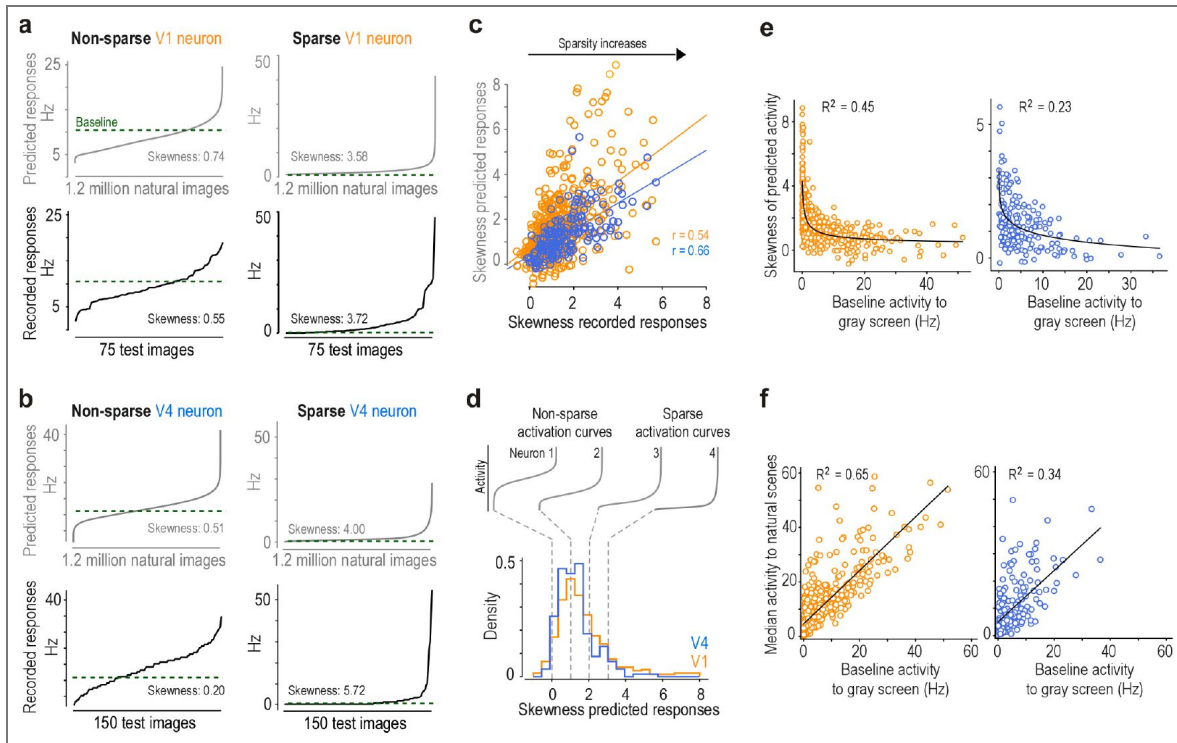 a
Non-sparse V1 neuron
Sparse V1 neuron
Predicted responses
Hz
25
5
Baseline
Skewness: 0.74
1.2 million natural images
50
Hz
0
Skewness: 3.58
1.2 million natural images
Recorded responses
Hz
25
5
Skewness: 0.55
75 test images
50
Hz
0
Skewness: 3.72
75 test images
b
Non-sparse V4 neuron
Sparse V4 neuron
Predicted responses
Hz
40
Skewness: 0.51
1.2 million natural images
50
Hz
0
Skewness: 4.00
1.2 million natural images
Recorded responses
Hz
40
Skewness: 0.20
150 test images
50
Hz
0
Skewness: 5.72
150 test images
c
Sparsity increases
Skewness predicted responses
8
6
4
2
0
r = 0.54
r = 0.66
0 2 4 6 8
Skewness recorded responses
d
Non-sparse
activation curves
Sparse
activation curves
Activity
Neuron 1
2
3
4
Density
0.5
0
V4
V1
0 2 4 6 8
Skewness predicted responses
e
Skewness of predicted activity
R² = 0.45
8
4
0
0 20 40
Baseline activity to
gray screen (Hz)
R² = 0.23
5
0
0 10 20 30
Baseline activity to
gray screen (Hz)
f
Median activity to natural scenes
R² = 0.65
60
40
20
0
0 20 40 60
Baseline activity
to gray screen (Hz)
R² = 0.34
60
0
0 20 40 60
Baseline activity
to gray screen (Hz)